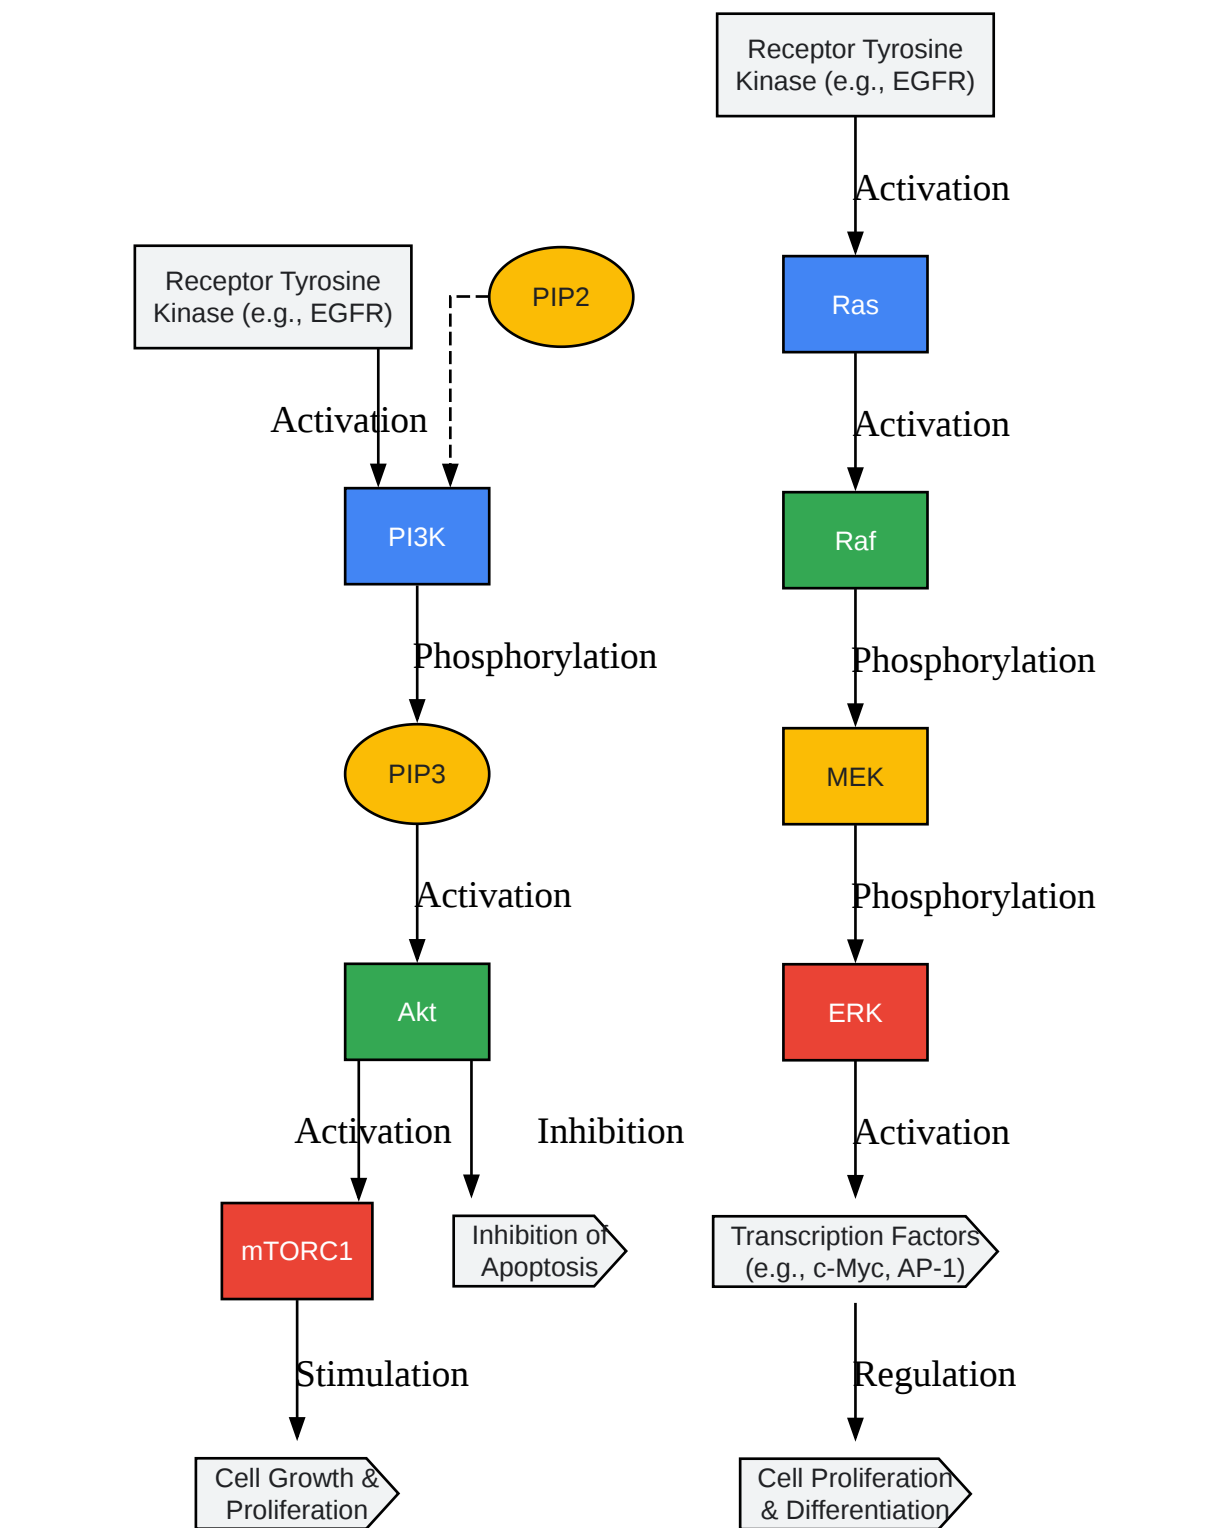 Receptor Tyrosine
Kinase (e.g., EGFR)
Activation
Receptor Tyrosine
Kinase (e.g., EGFR)
PIP2
Ras
Activation
Activation
PI3K
Raf
Phosphorylation
Phosphorylation
PIP3
MEK
Activation
Phosphorylation
Akt
ERK
Activation
Inhibition
Activation
mTORC1
Inhibition of
Apoptosis
Transcription Factors
(e.g., c-Myc, AP-1)
Stimulation
Regulation
Cell Growth &
Proliferation
Cell Proliferation
& Differentiation